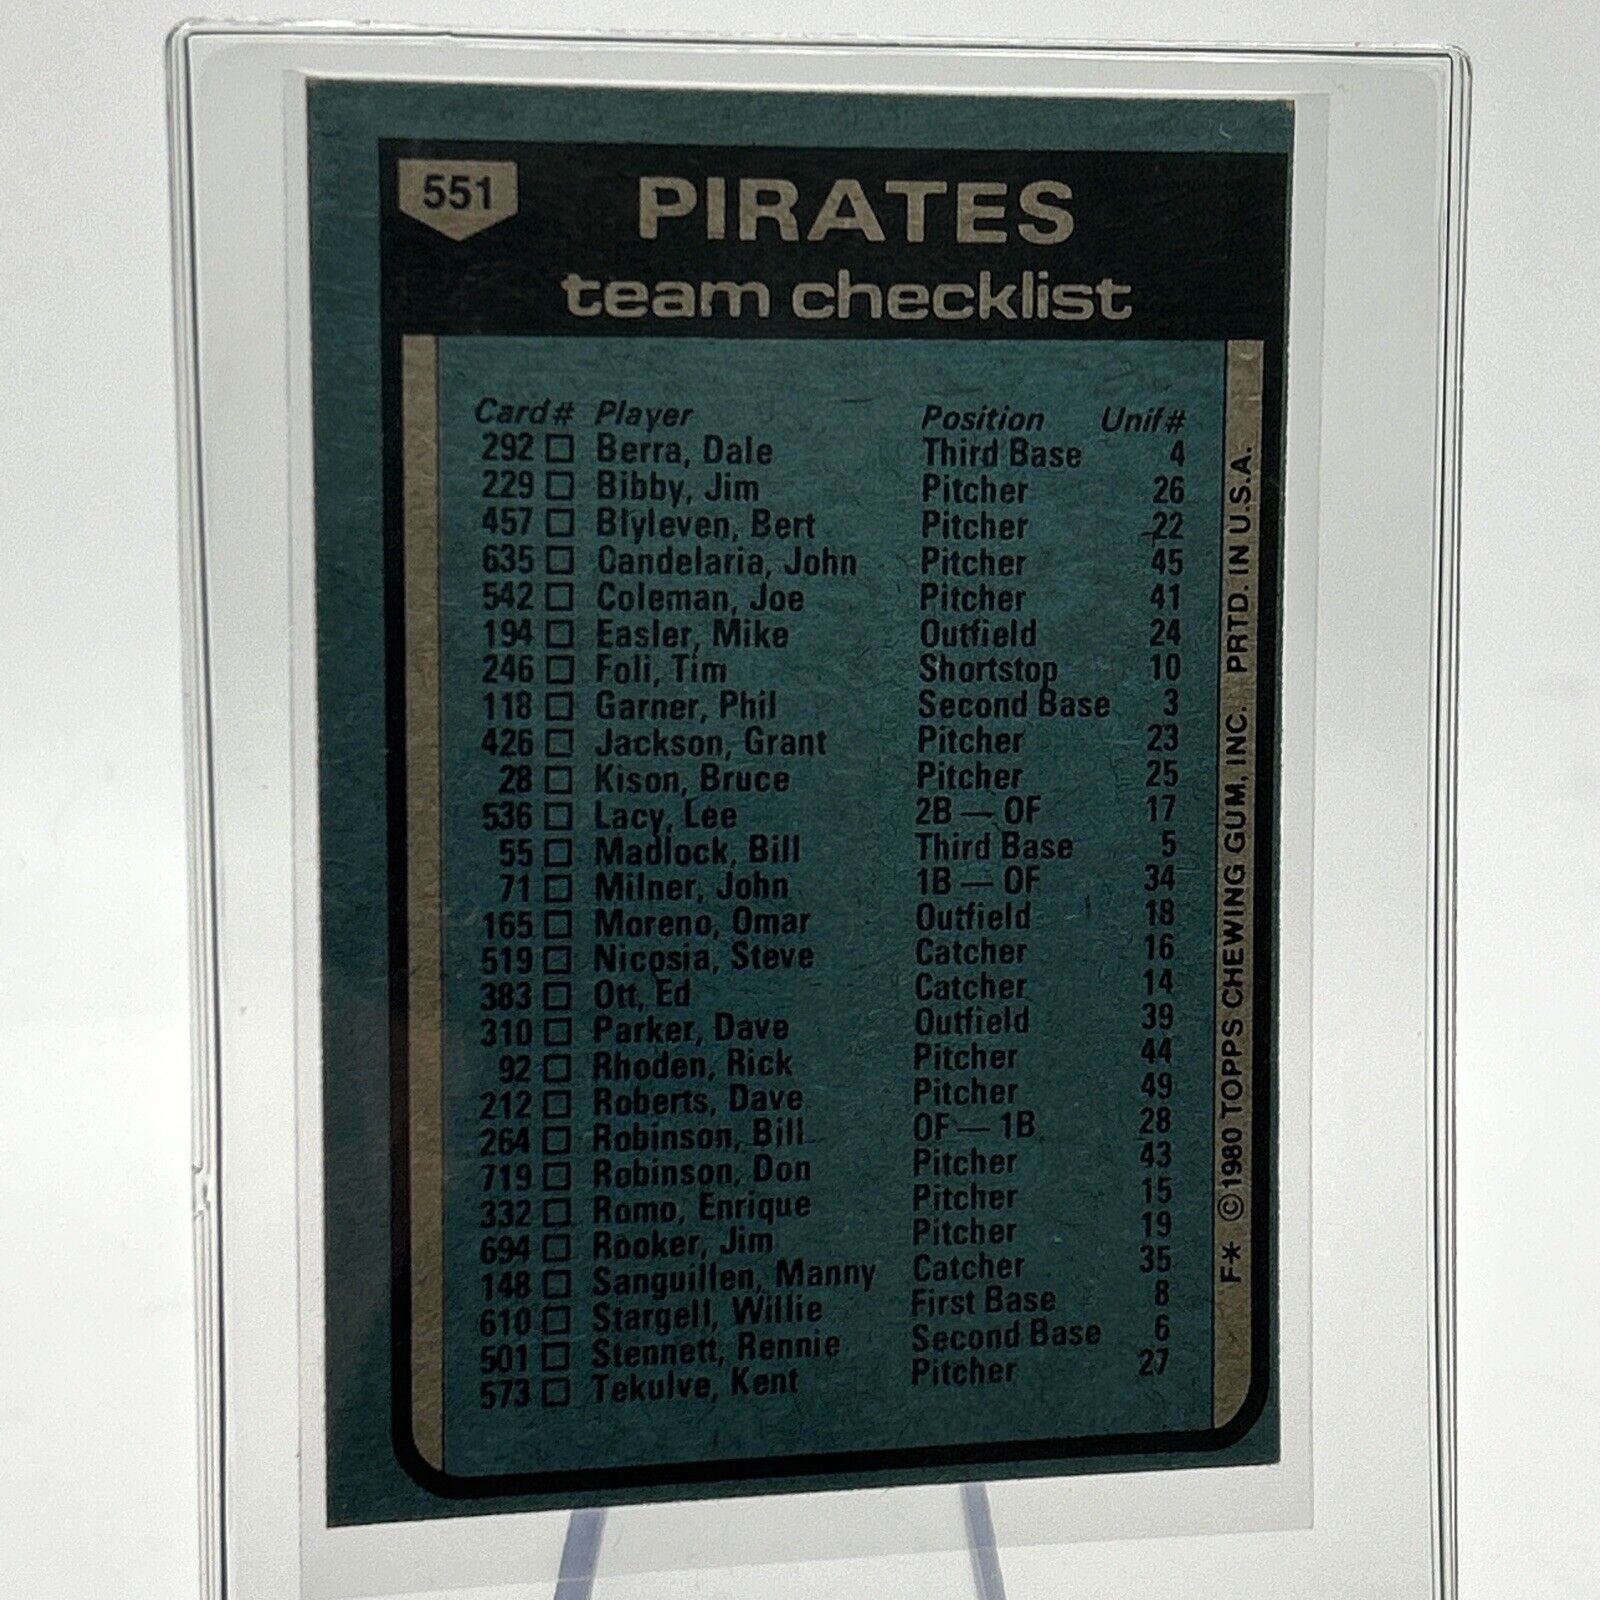 551
PIRATES
team checklist
Card# Player Position Unif#
292 □ Berra, Dale Third Base 4
229 □ Bibby, Jim Pitcher 26
457 □ Blyleven, Bert Pitcher 22
635 □ Candelaria, John Pitcher 45
542 □ Coleman, Joe Pitcher 41
194 □ Easler, Mike Outfield 24
246 □ Foli, Tim Shortstop 10
118 □ Garner, Phil Second Base 3
426 □ Jackson, Grant Pitcher 23
28 □ Kison, Bruce Pitcher 25
536 □ Lacy, Lee 2B — OF 17
55 □ Madlock, Bill Third Base 5
71 □ Milner, John 1B — OF 34
165 □ Moreno, Omar Outfield 18
519 □ Nicosia, Steve Catcher 16
383 □ Ott, Ed Catcher 14
310 □ Parker, Dave Outfield 39
92 □ Rhoden, Rick Pitcher 44
212 □ Roberts, Dave Pitcher 49
264 □ Robinson, Bill OF — 1B 28
719 □ Robinson, Don Pitcher 43
332 □ Romo, Enrique Pitcher 15
694 □ Rooker, Jim Pitcher 19
148 □ Sanguillen, Manny Catcher 35
610 □ Stargell, Willie First Base 8
501 □ Stennett, Rennie Second Base 6
573 □ Tekulve, Kent Pitcher 27
F* ©1980 TOPPS CHEWING GUM, INC. PRTD. IN U.S.A.